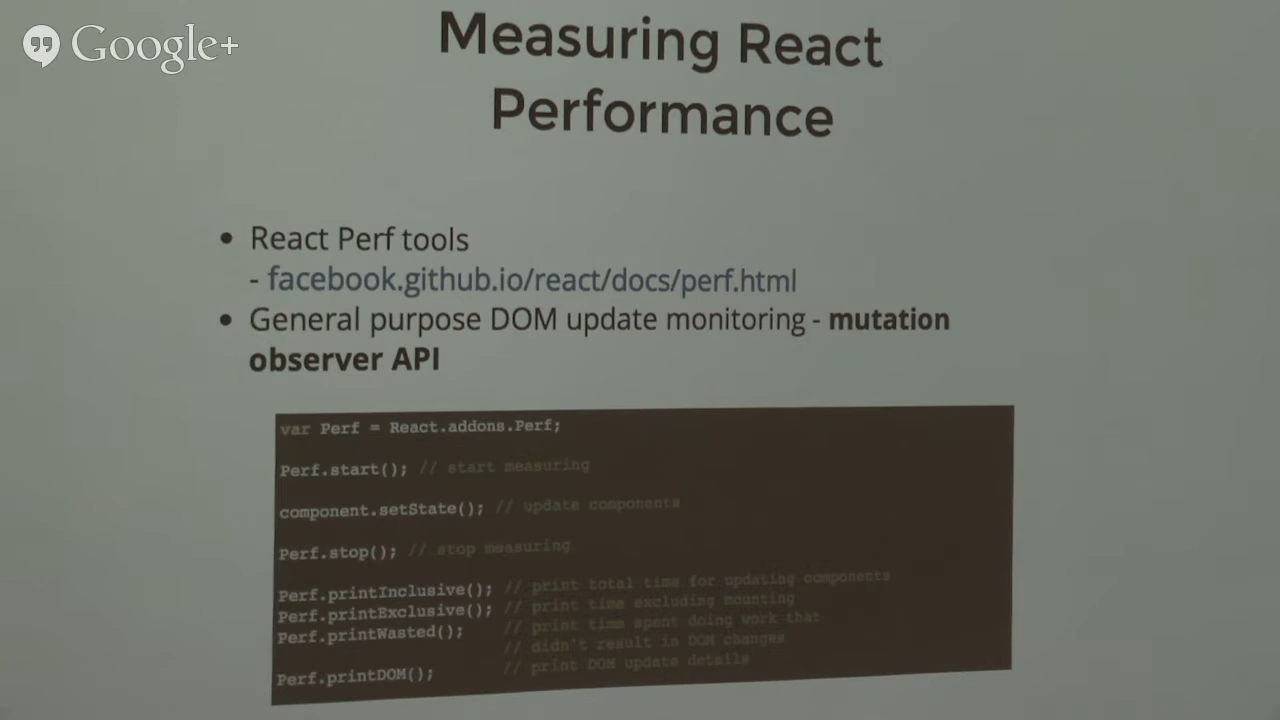 Google+
Measuring React
Performance
• React Perf tools
- facebook.github.io/react/docs/perf.html
• General purpose DOM update monitoring - mutation
observer API
var Perf = React.addons.Perf;
Perf.start(); // start measuring
component.setState(); // update components
Perf.stop(); // stop measuring
Perf.printInclusive(); // print total time for updating components
Perf.printExclusive(); // print time excluding mounting
Perf.printWasted(); // print time spent doing work that
// didn't result in DOM changes
Perf.printDOM(); // print DOM update details